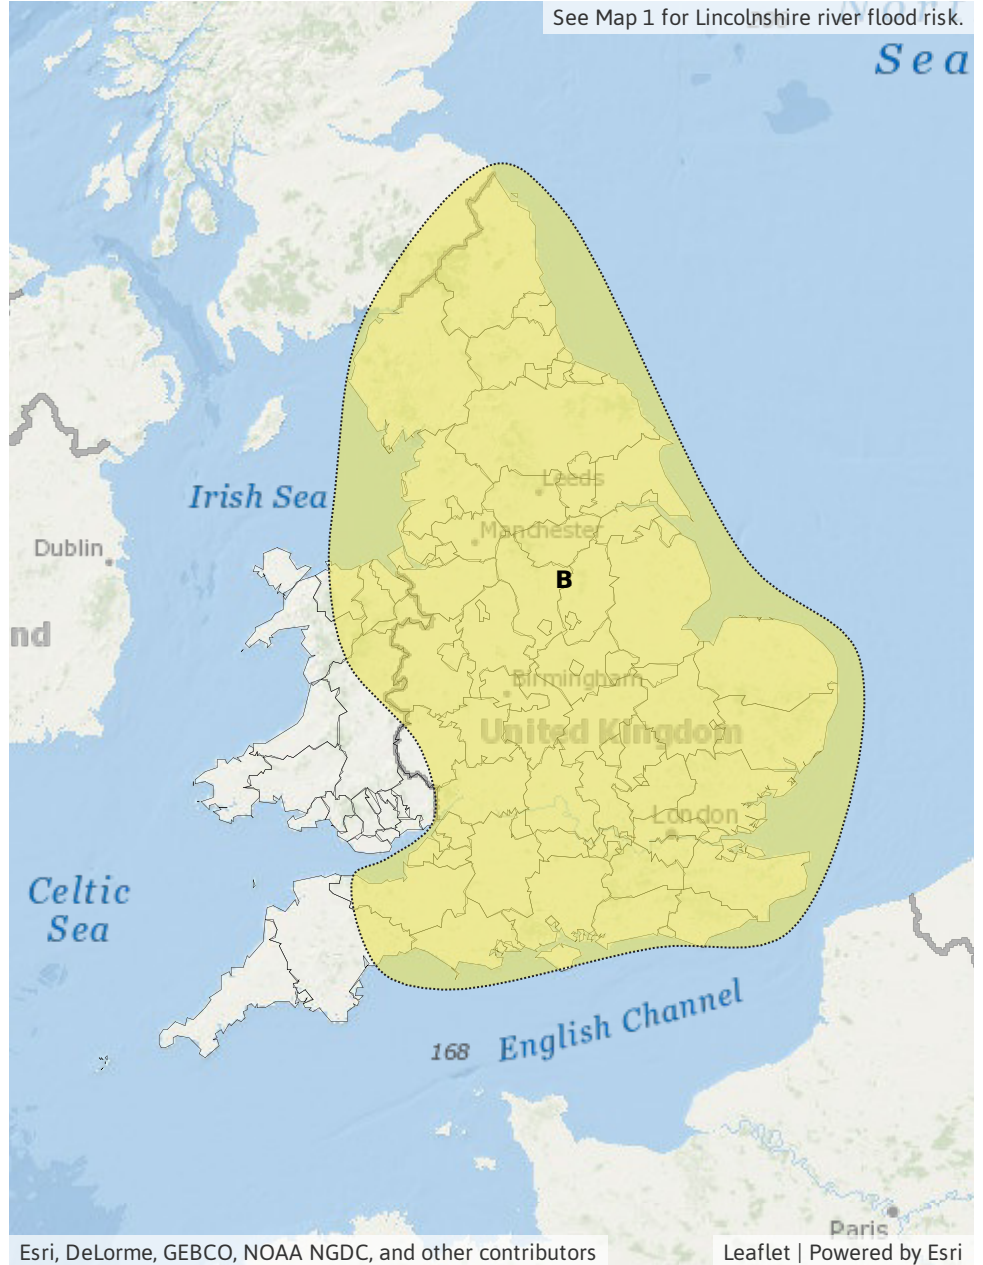 See Map 1 for Lincolnshire river flood risk.
Sea
Leeds
Irish Sea
Manchester
Dublin
B
nd
Birmingham
United Kingdom
London
Celtic
Sea
English Channel
168
Paris
Esri, DeLorme, GEBCO, NOAA NGDC, and other contributors
Leaflet | Powered by Esri